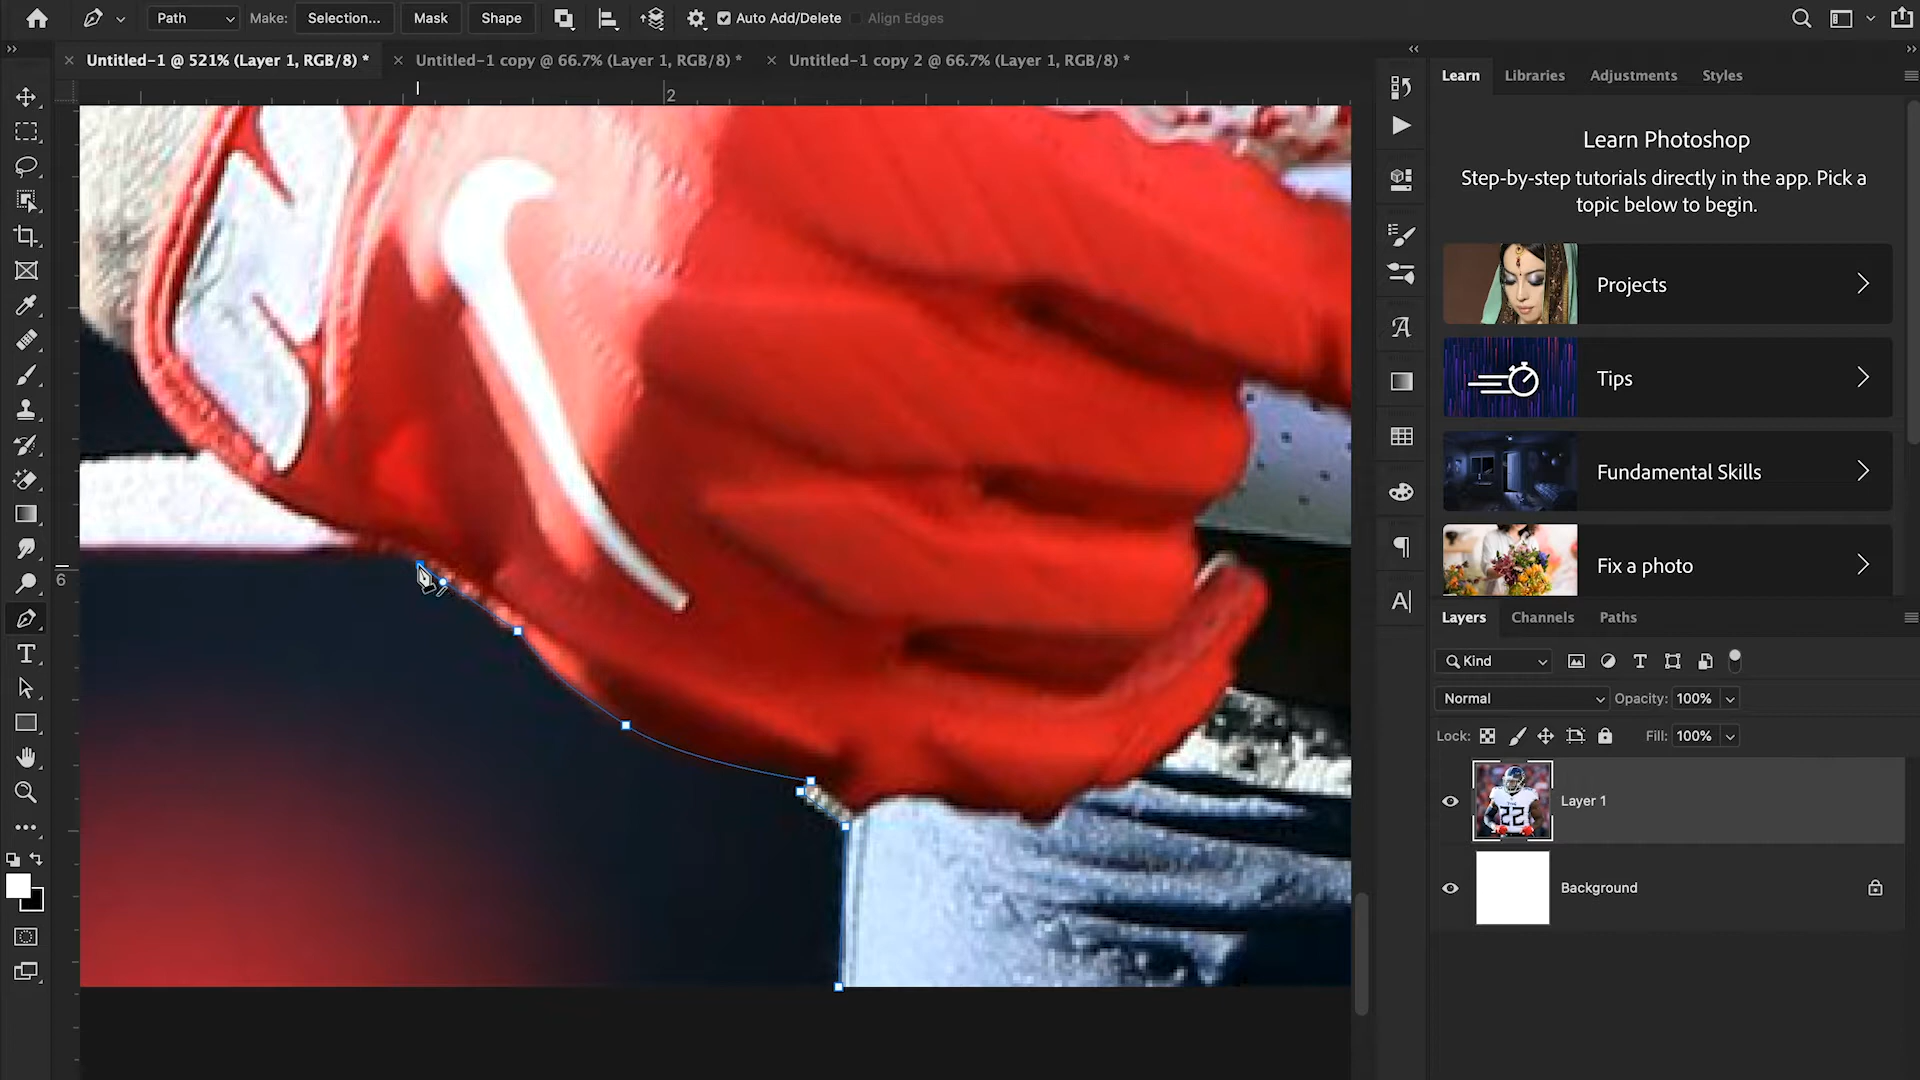 Path Make: Selection... Mask Shape Auto Add/Delete Align Edges
Untitled-1 @ 521% (Layer 1, RGB/8) * Untitled-1 copy @ 66.7% (Layer 1, RGB/8) * Untitled-1 copy 2 @ 66.7% (Layer 1, RGB/8) *
2
6
Learn Libraries Adjustments Styles
Learn Photoshop
Step-by-step tutorials directly in the app. Pick a
topic below to begin.
Projects
Tips
Fundamental Skills
Fix a photo
Layers Channels Paths
Kind
Normal Opacity: 100%
Lock: Fill: 100%
22
Layer 1
Background